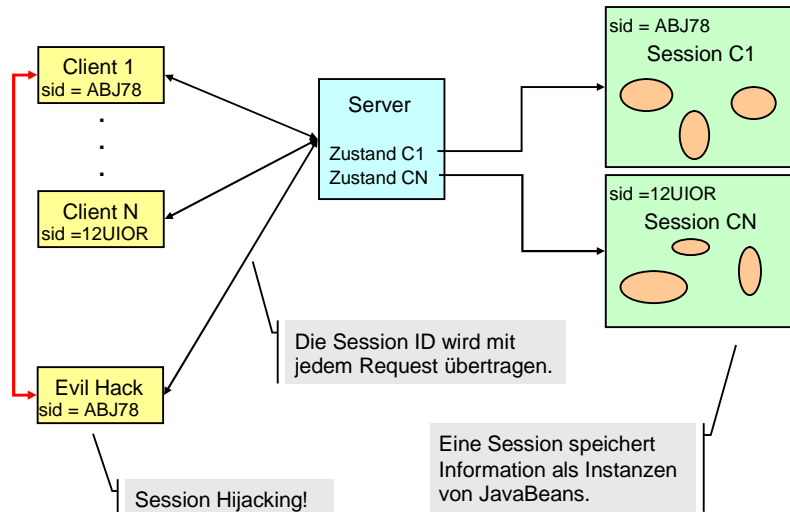 Client 1
sid = ABJ78
.
.
.
Client N
sid =12UIOR
Evil Hack
sid = ABJ78
Session Hijacking!
Server
Zustand C1
Zustand CN
Die Session ID wird mit
jedem Request übertragen.
sid = ABJ78
Session C1
sid =12UIOR
Session CN
Eine Session speichert
Information als Instanzen
von JavaBeans.